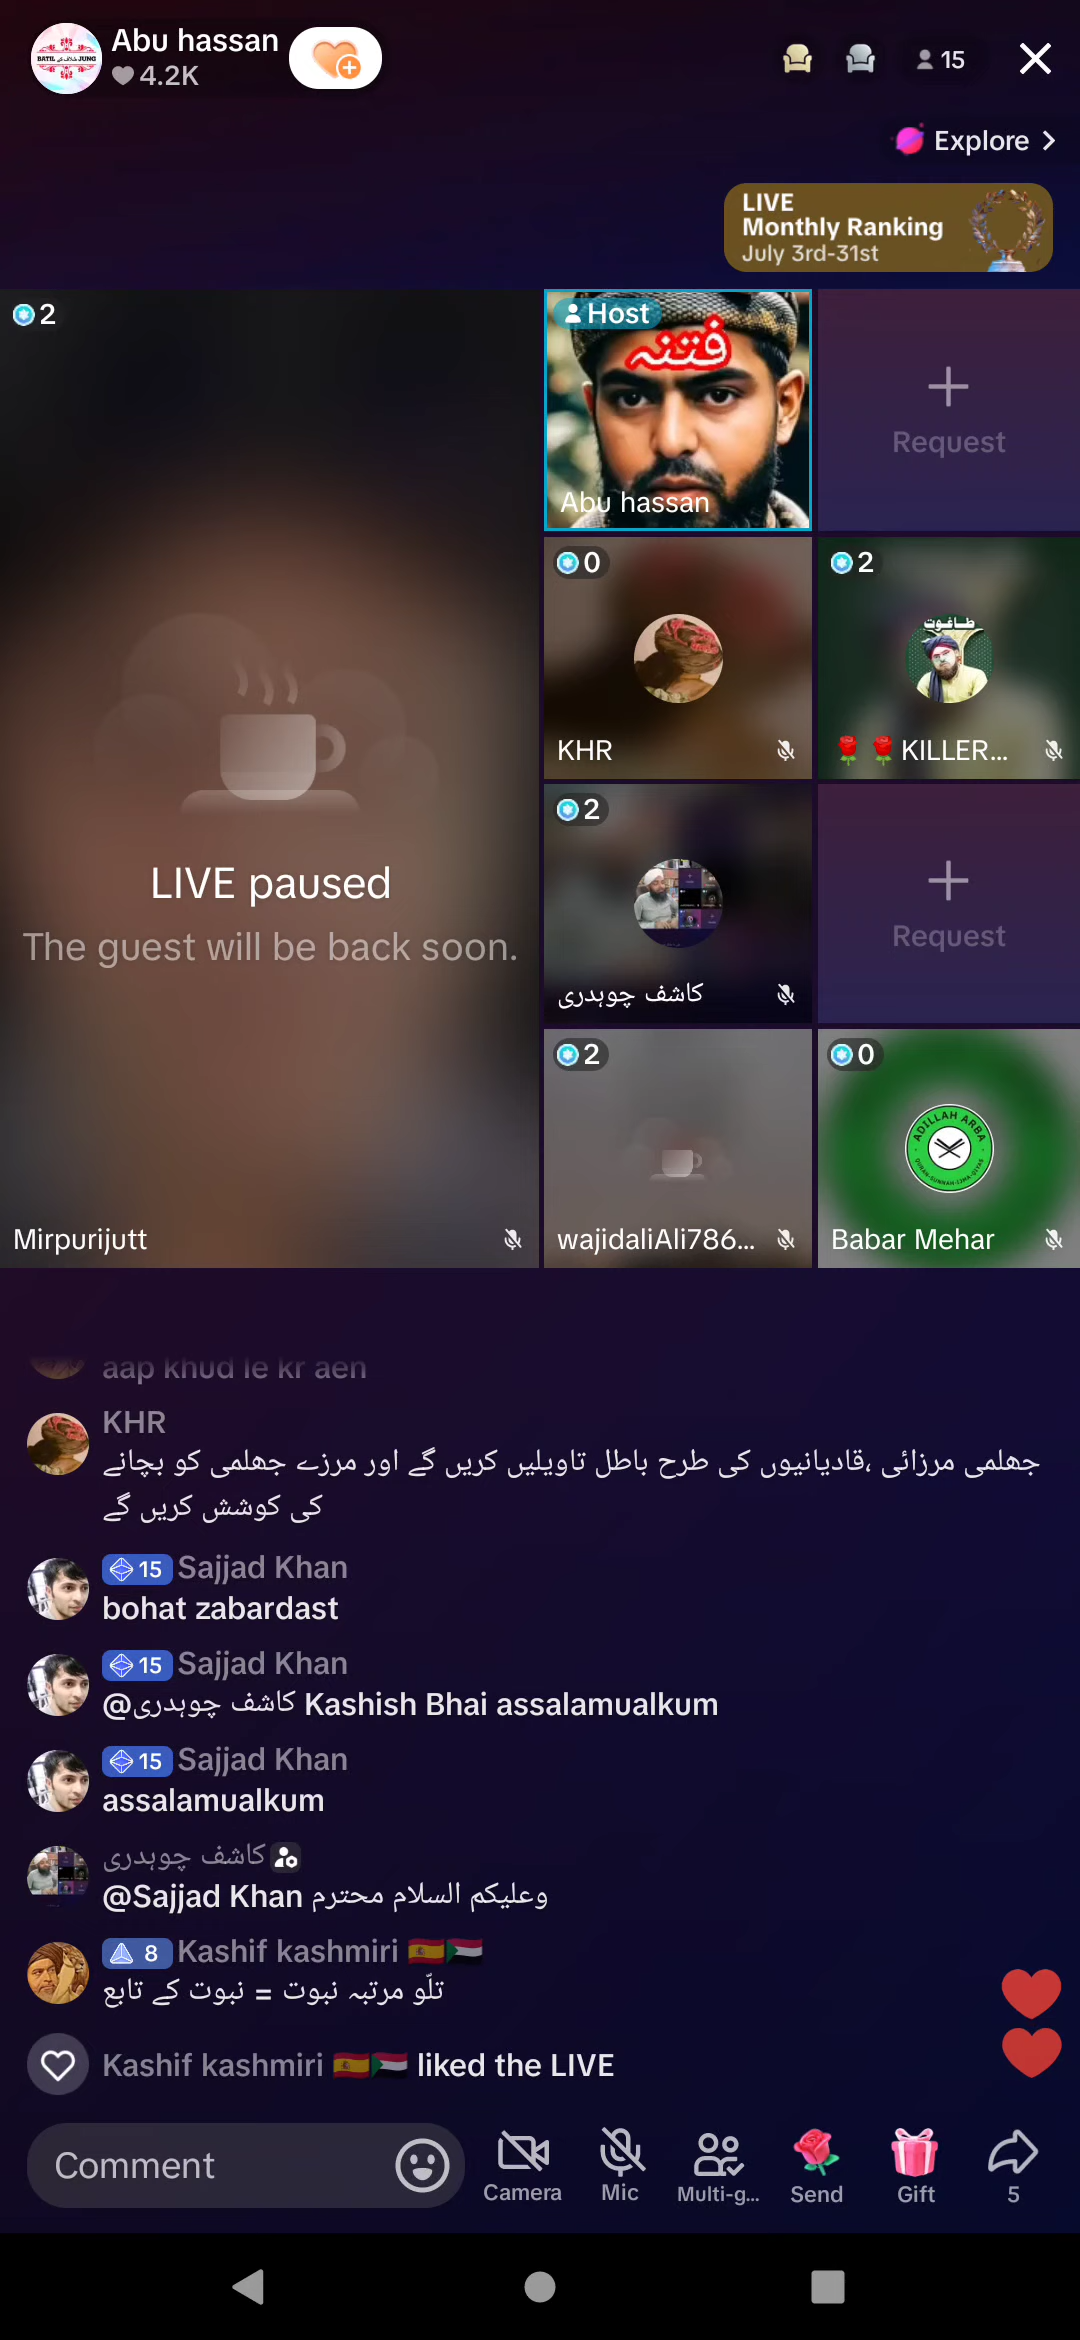 Abu hassan
4.2K
15
Explore
LIVE
Monthly Ranking
July 3rd-31st
2
Host
فتنہ
Abu hassan
Request
0
KHR
2
طاغوت
KILLER...
LIVE paused
The guest will be back soon.
2
کاشف چوہدری
Request
Mirpurijutt
2
wajidaliAli786...
0
ADILLAH ARBA
Babar Mehar
aap khud le kr aen
KHR
جھلمی مرزائی ،قادیانیوں کی طرح باطل تاویلیں کریں گے اور مرزے جھلمی کو بچانے
کی کوشش کریں گے
15 Sajjad Khan
bohat zabardast
15 Sajjad Khan
@کاشف چوہدری Kashish Bhai assalamualkum
15 Sajjad Khan
assalamualkum
کاشف چوہدری
@Sajjad Khan وعلیکم السلام محترم
8 Kashif kashmiri
تلّو مرتبہ نبوت = نبوت کے تابع
Kashif kashmiri liked the LIVE
Comment
Camera
Mic
Multi-g...
Send
Gift
5